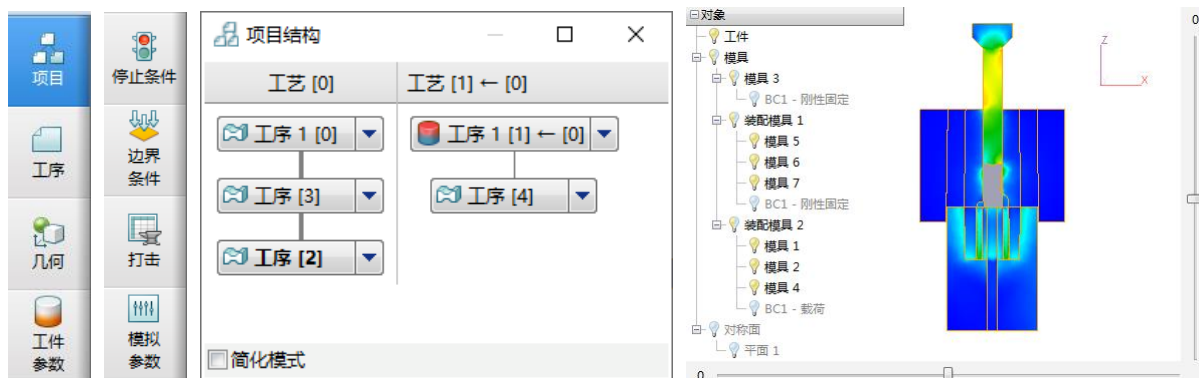 项目
工序
几何
工件
参数
停止条件
边界
条件
打击
模拟
参数
项目结构
工艺 [0]
工艺 [1] ← [0]
工序 1 [0]
工序 1 [1] ← [0]
工序 [3]
工序 [4]
工序 [2]
简化模式
对象
工件
模具
模具 3
BC1 - 刚性固定
装配模具 1
模具 5
模具 6
模具 7
BC1 - 刚性固定
装配模具 2
模具 1
模具 2
模具 4
BC1 - 载荷
对称面
平面 1
Z
X
0
0